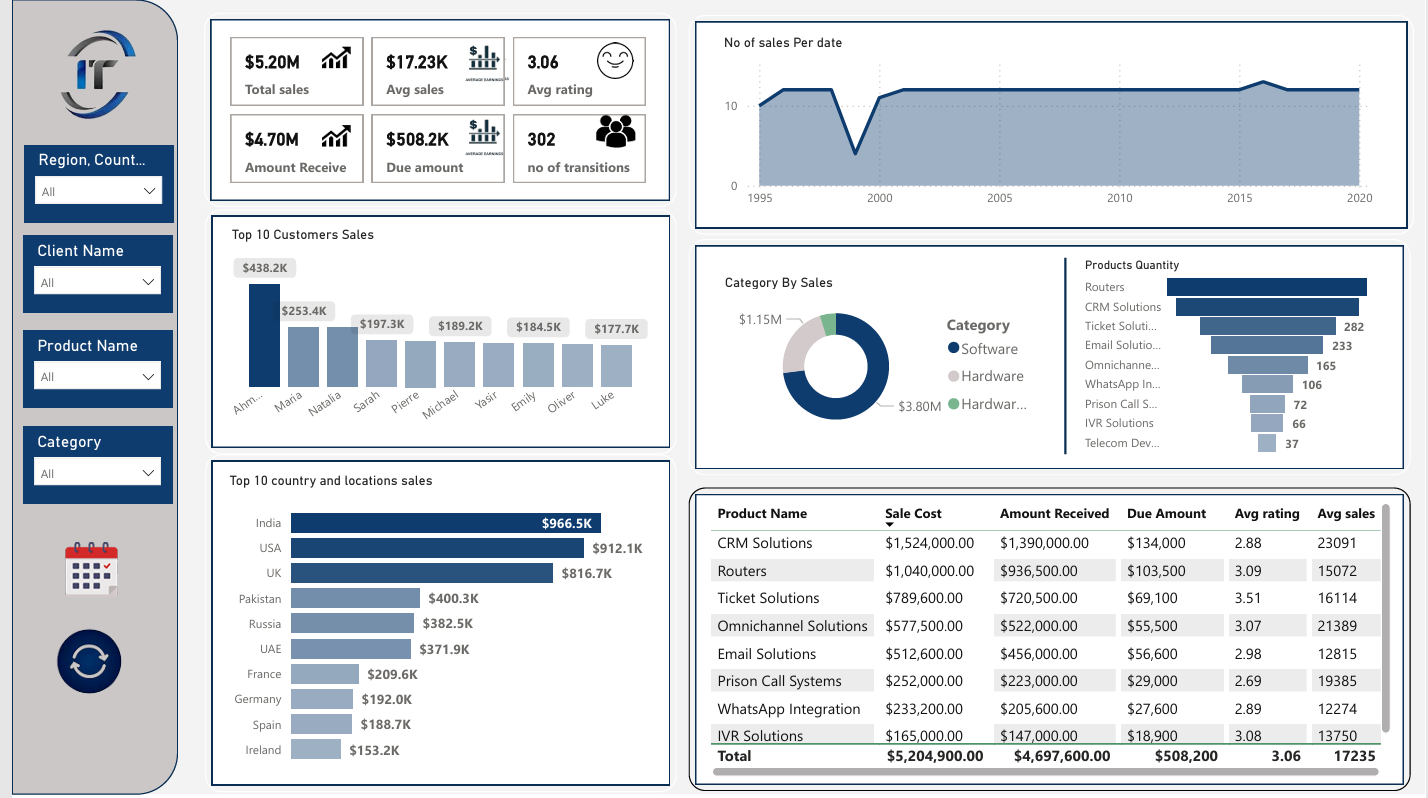 IT
Region, Count...
All
Client Name
All
Product Name
All
Category
All
$5.20M
Total sales
$17.23K
Avg sales
AVERAGE EARNINGS
3.06
Avg rating
$4.70M
Amount Receive
$508.2K
Due amount
AVERAGE EARNINGS
302
no of transitions
No of sales Per date
10
0
1995 2000 2005 2010 2015 2020
Top 10 Customers Sales
$438.2K
$253.4K
$197.3K
$189.2K
$184.5K
$177.7K
Ahm... Maria Natalia Sarah Pierre Michael Yasir Emily Oliver Luke
Category By Sales
$1.15M
$3.80M
Category
Software
Hardware
Hardwar...
Products Quantity
Routers
CRM Solutions
Ticket Soluti... 282
Email Solutio... 233
Omnichanne... 165
WhatsApp In... 106
Prison Call S... 72
IVR Solutions 66
Telecom Dev... 37
Top 10 country and locations sales
India $966.5K
USA $912.1K
UK $816.7K
Pakistan $400.3K
Russia $382.5K
UAE $371.9K
France $209.6K
Germany $192.0K
Spain $188.7K
Ireland $153.2K
Product Name Sale Cost Amount Received Due Amount Avg rating Avg sales
CRM Solutions $1,524,000.00 $1,390,000.00 $134,000 2.88 23091
Routers $1,040,000.00 $936,500.00 $103,500 3.09 15072
Ticket Solutions $789,600.00 $720,500.00 $69,100 3.51 16114
Omnichannel Solutions $577,500.00 $522,000.00 $55,500 3.07 21389
Email Solutions $512,600.00 $456,000.00 $56,600 2.98 12815
Prison Call Systems $252,000.00 $223,000.00 $29,000 2.69 19385
WhatsApp Integration $233,200.00 $205,600.00 $27,600 2.89 12274
IVR Solutions $165,000.00 $147,000.00 $18,900 3.08 13750
Total $5,204,900.00 $4,697,600.00 $508,200 3.06 17235